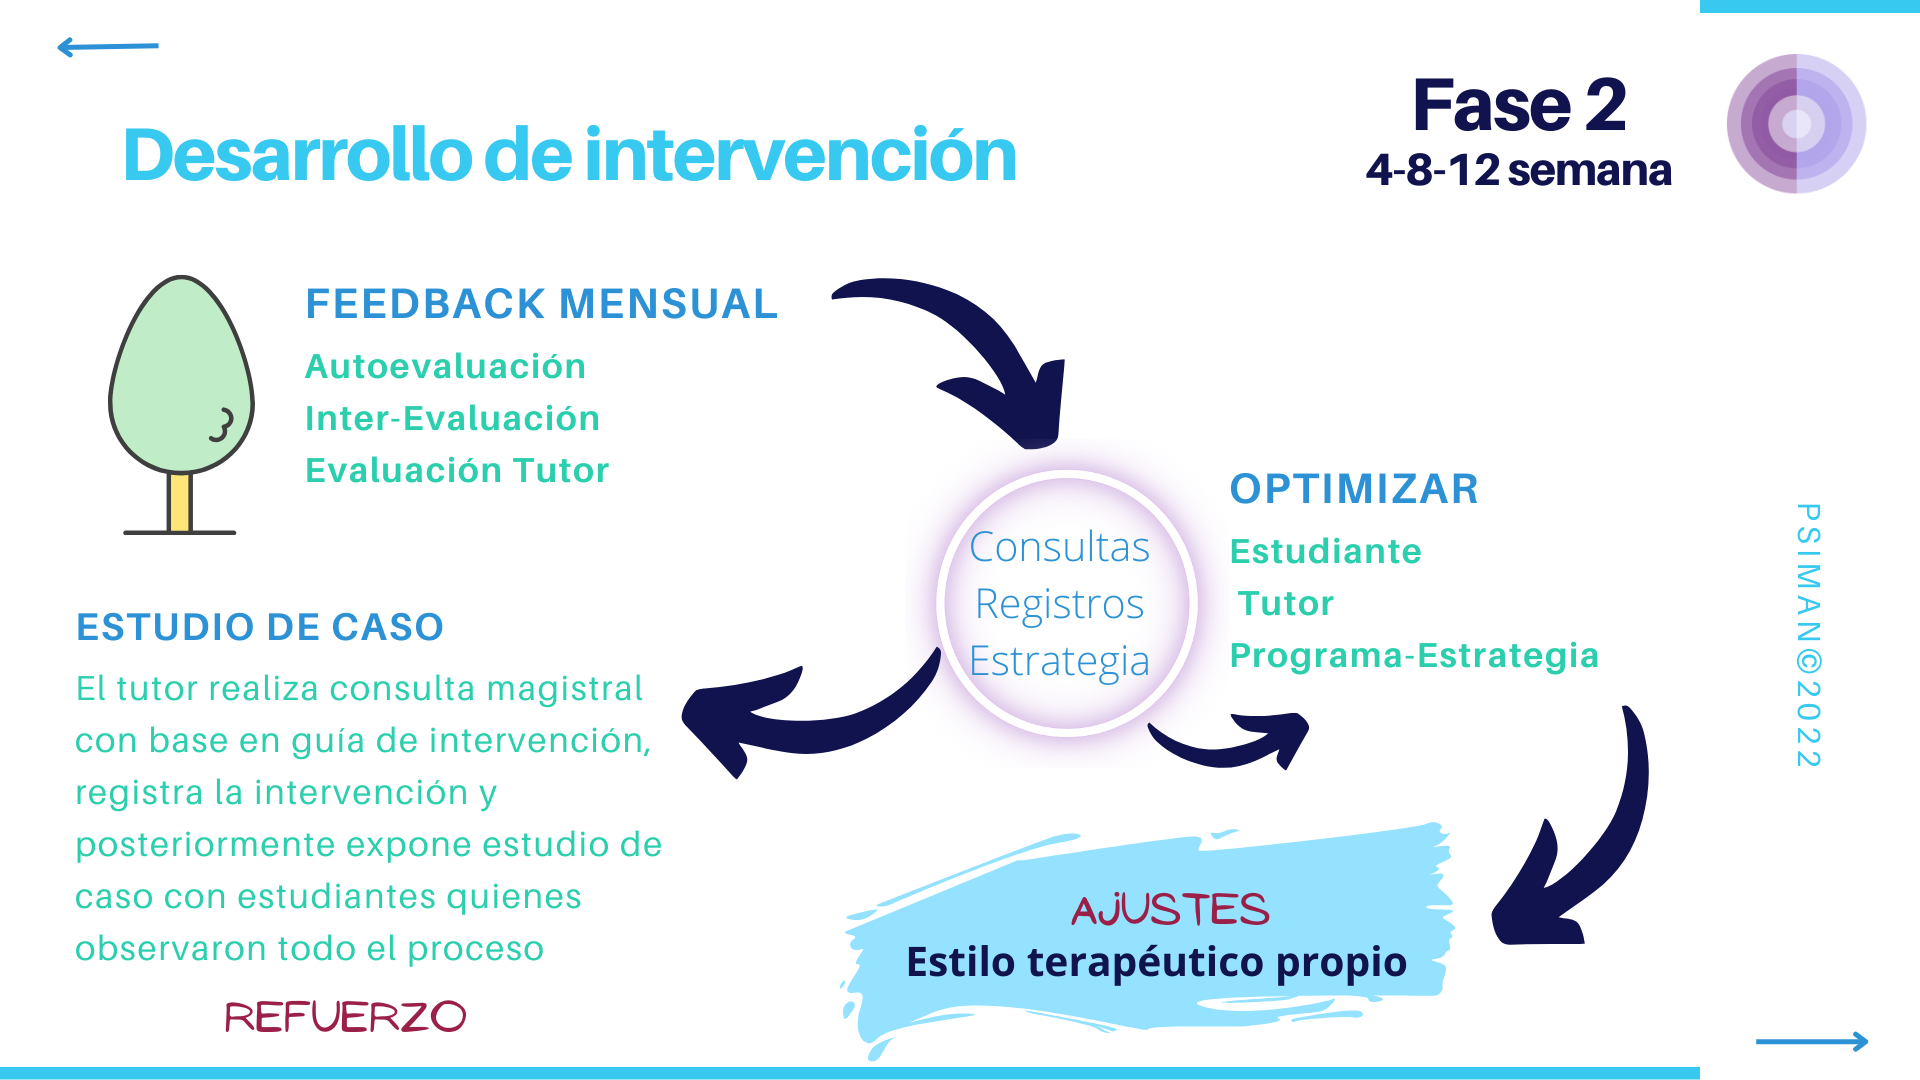 Desarrollo de intervención
Fase 2
4-8-12 semana
FEEDBACK MENSUAL
Autoevaluación
Inter-Evaluación
Evaluación Tutor
Consultas
Registros
Estrategia
OPTIMIZAR
Estudiante
Tutor
Programa-Estrategia
ESTUDIO DE CASO
El tutor realiza consulta magistral
con base en guía de intervención,
registra la intervención y
posteriormente expone estudio de
caso con estudiantes quienes
observaron todo el proceso
REFUERZO
AjUSTES
Estilo terapéutico propio
PSIMAN©2022